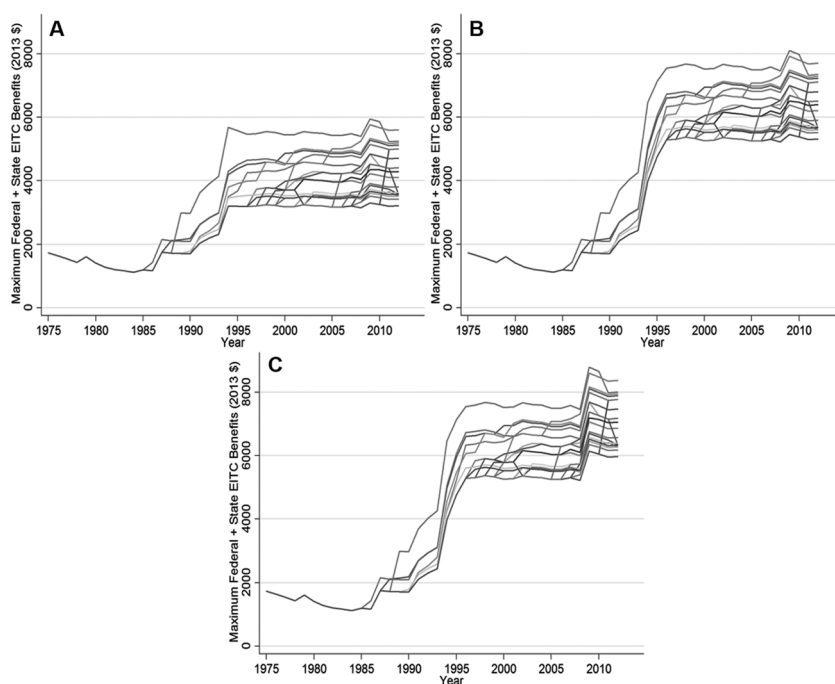 A
Maximum Federal + State EITC Benefits (2013 $)
8000
6000
4000
2000
0
1975 1980 1985 1990 1995 2000 2005 2010
Year
B
Maximum Federal + State EITC Benefits (2013 $)
8000
6000
4000
2000
0
1975 1980 1985 1990 1995 2000 2005 2010
Year
C
Maximum Federal + State EITC Benefits (2013 $)
8000
6000
4000
2000
0
1975 1980 1985 1990 1995 2000 2005 2010
Year